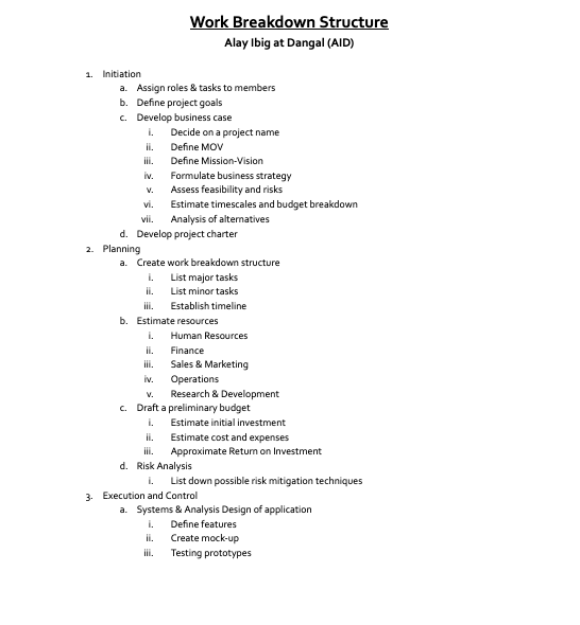 Work Breakdown Structure
Alay Ibig at Dangal (AID)
1. Initiation
a. Assign roles & tasks to members
b. Define project goals
c. Develop business case
i. Decide on a project name
ii. Define MOV
iii. Define Mission-Vision
iv. Formulate business strategy
v. Assess feasibility and risks
vi. Estimate timescales and budget breakdown
vii. Analysis of alternatives
d. Develop project charter
2. Planning
a. Create work breakdown structure
i. List major tasks
ii. List minor tasks
iii. Establish timeline
b. Estimate resources
i. Human Resources
ii. Finance
iii. Sales & Marketing
iv. Operations
v. Research & Development
c. Draft a preliminary budget
i. Estimate initial investment
ii. Estimate cost and expenses
iii. Approximate Return on Investment
d. Risk Analysis
i. List down possible risk mitigation techniques
3. Execution and Control
a. Systems & Analysis Design of application
i. Define features
ii. Create mock-up
iii. Testing prototypes